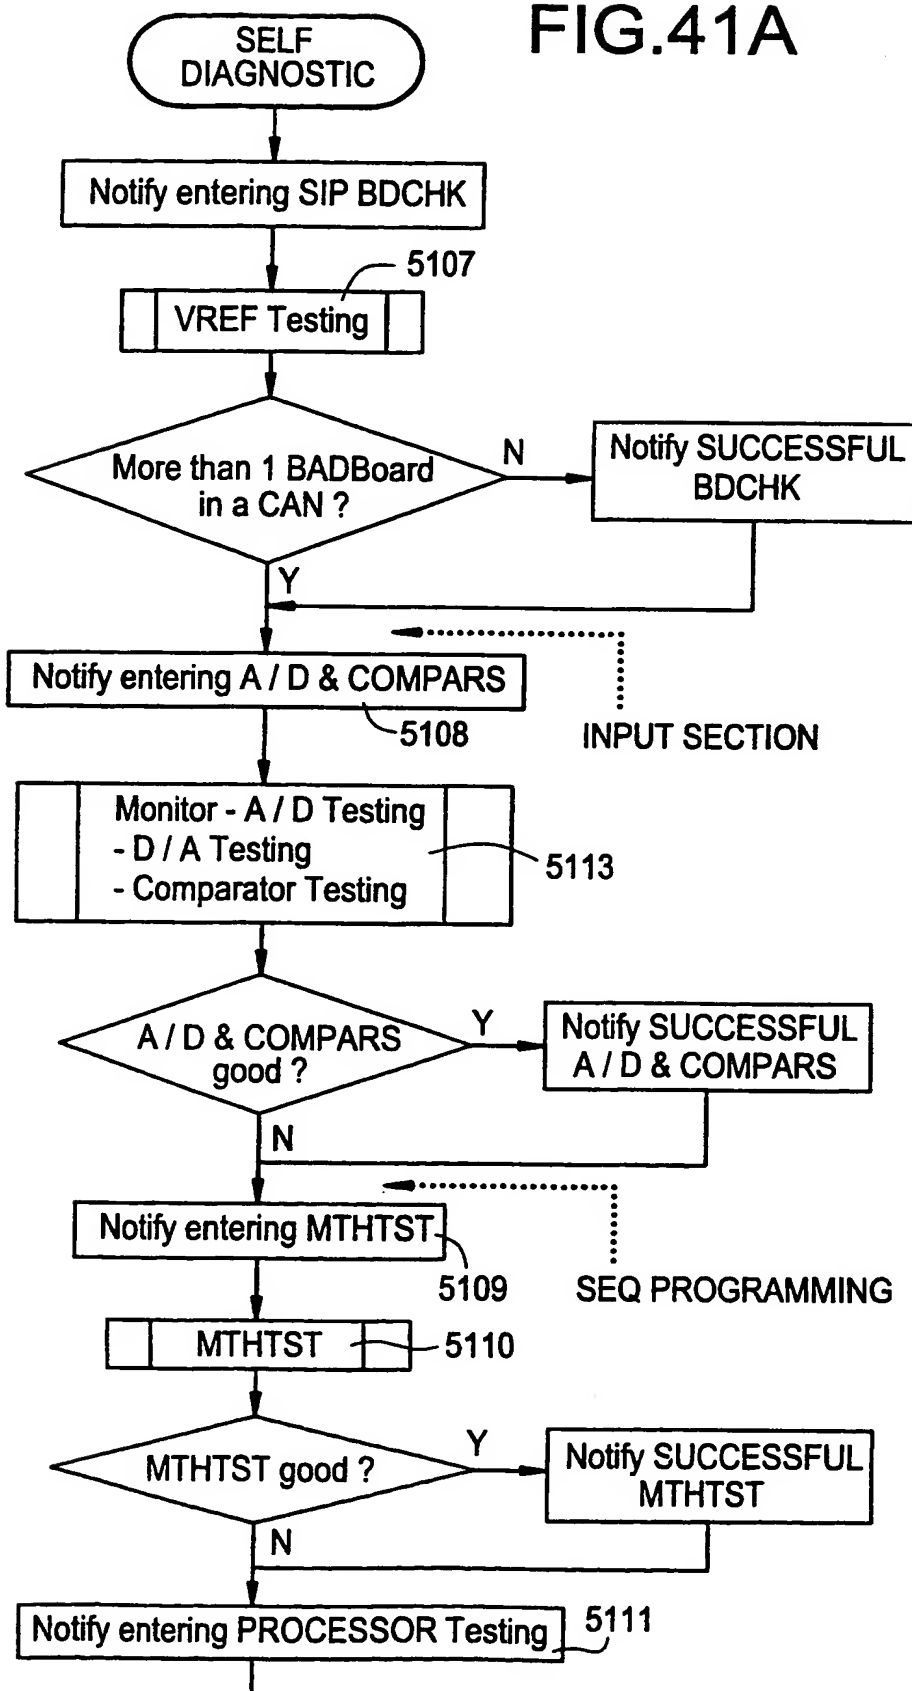 FIG.41A
SELF
DIAGNOSTIC
Notify entering SIP BDCHK
5107
VREF Testing
More than 1 BADBoard
in a CAN ?
N
Notify SUCCESSFUL
BDCHK
Y
Notify entering A / D & COMPARS
5108
INPUT SECTION
Monitor - A / D Testing
- D / A Testing
- Comparator Testing
5113
A / D & COMPARS
good ?
Y
Notify SUCCESSFUL
A / D & COMPARS
N
Notify entering MTHTST
5109
SEQ PROGRAMMING
MTHTST
5110
MTHTST good ?
Y
Notify SUCCESSFUL
MTHTST
N
Notify entering PROCESSOR Testing
5111